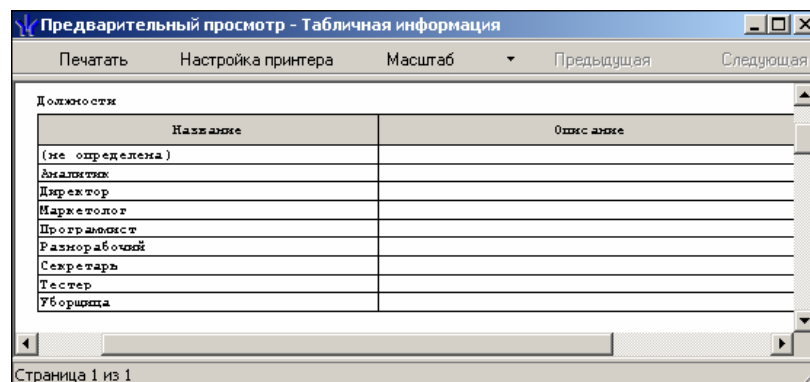 Предварительный просмотр - Табличная информация
Печатать Настройка принтера Масштаб Предыдущая Следующая
Должности
Название Описание
(не определена)
Аналитик
Директор
Маркетолог
Программист
Разнорабочий
Секретарь
Тестер
Уборщица
Страница 1 из 1